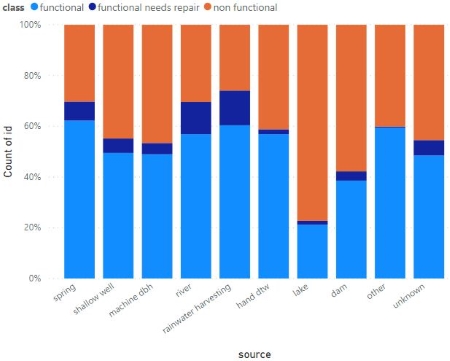 class functional functional needs repair non functional
Count of id
100%
80%
60%
40%
20%
0%
spring
shallow well
machine dbh
river
rainwater harvesting
hand dtw
lake
dam
other
unknown
source